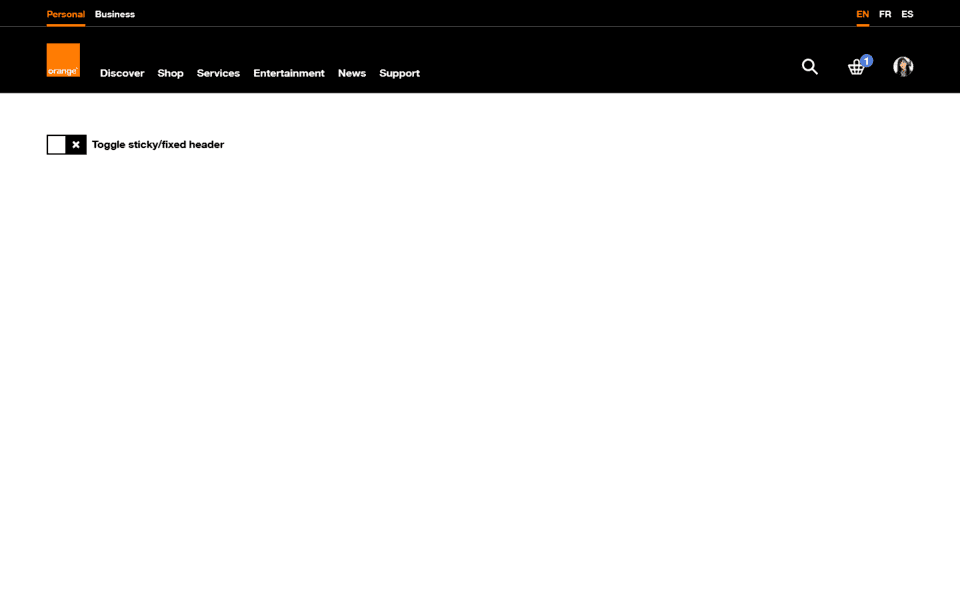 Personal Business EN FR ES
orange Discover Shop Services Entertainment News Support 1
Toggle sticky/fixed header